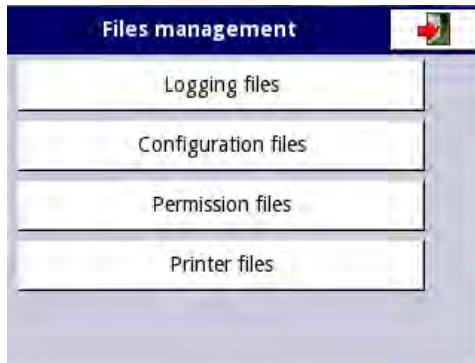 Files management
Logging files
Configuration files
Permission files
Printer files